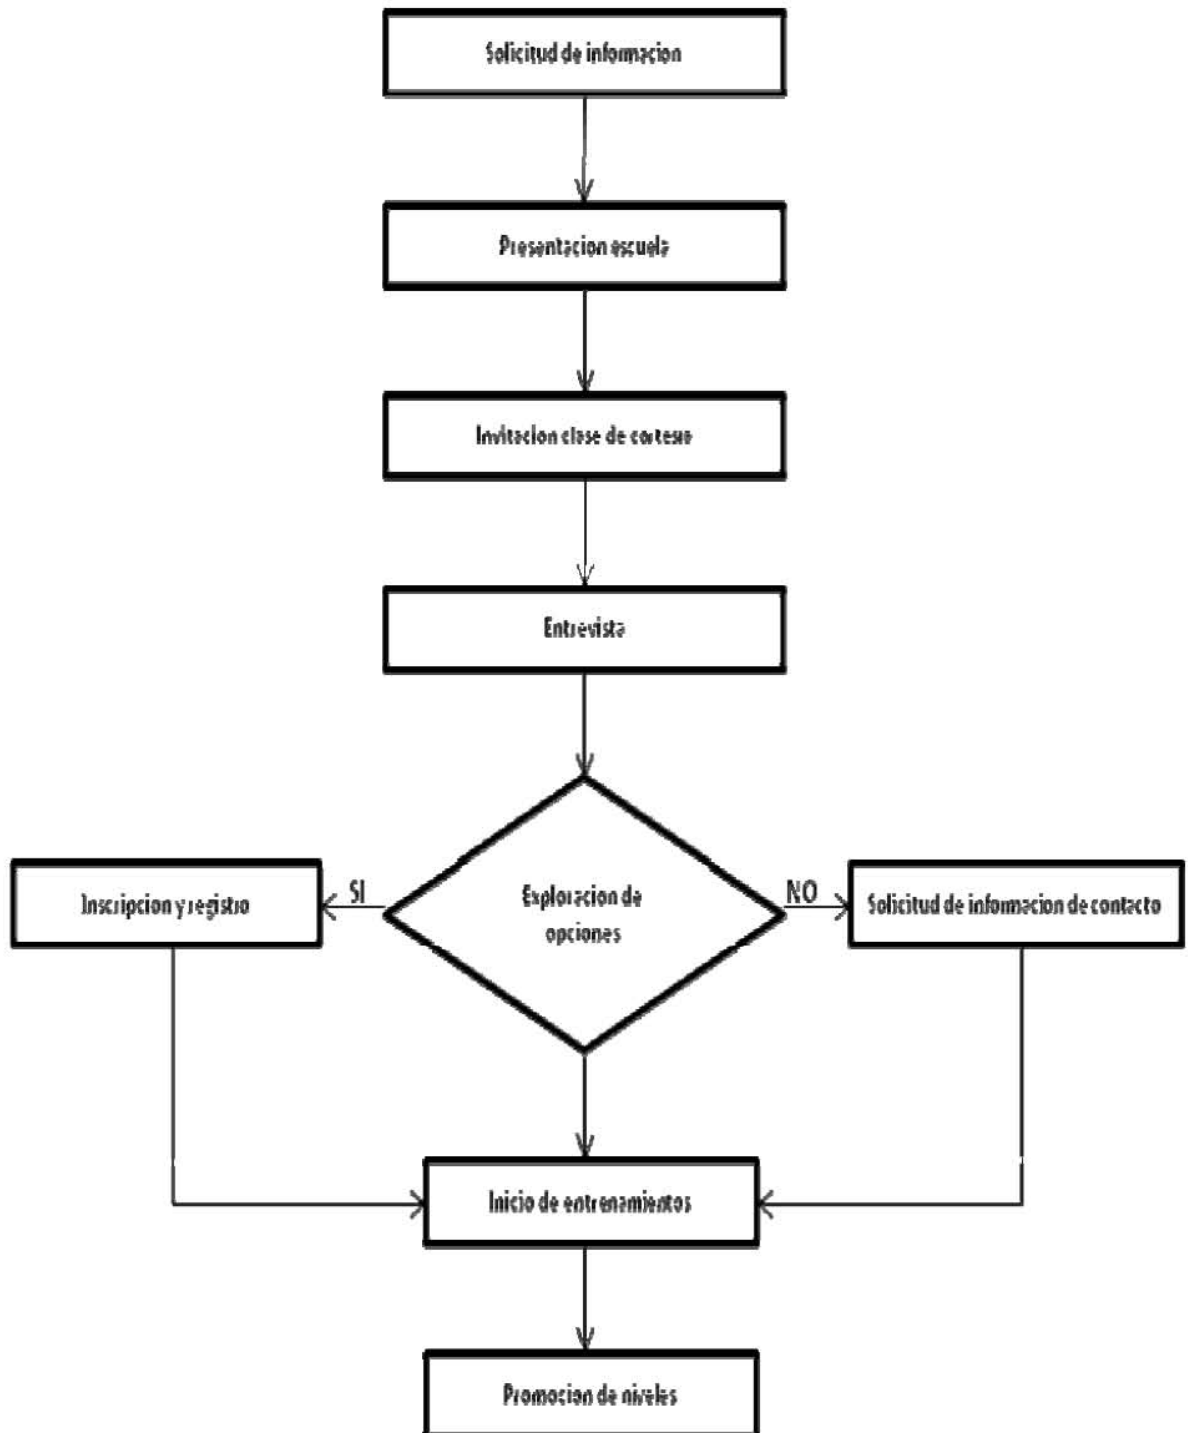 Solicitud de informacion
Presentacion escuela
Invitacion clase de cortesia
Entrevista
Exploracion de
opciones
SI
NO
Inscripcion y registro
Solicitud de informacion de contacto
Inicio de entrenamientos
Promocion de niveles